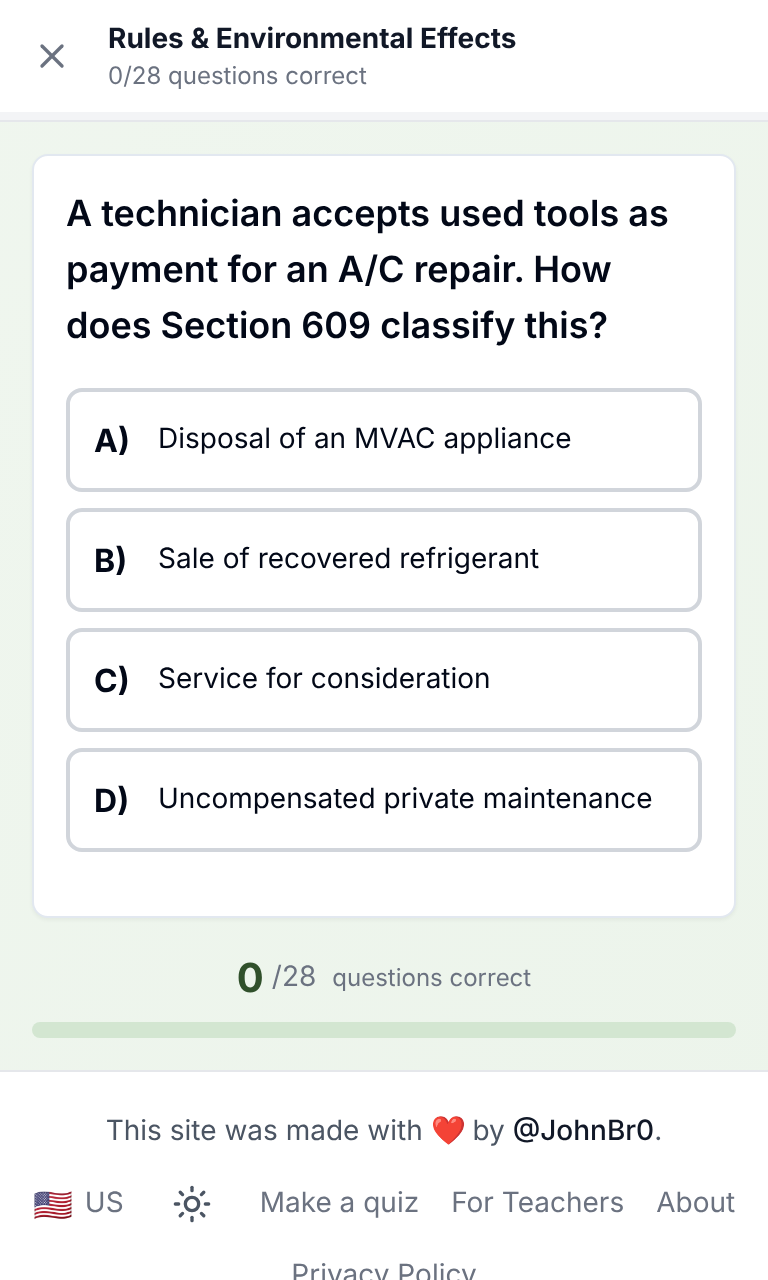 Rules & Environmental Effects
0/28 questions correct
A technician accepts used tools as
payment for an A/C repair. How
does Section 609 classify this?
A) Disposal of an MVAC appliance
B) Sale of recovered refrigerant
C) Service for consideration
D) Uncompensated private maintenance
0 /28 questions correct
This site was made with ❤️ by @JohnBr0.
🇺🇸 US Make a quiz For Teachers About
Privacy Policy